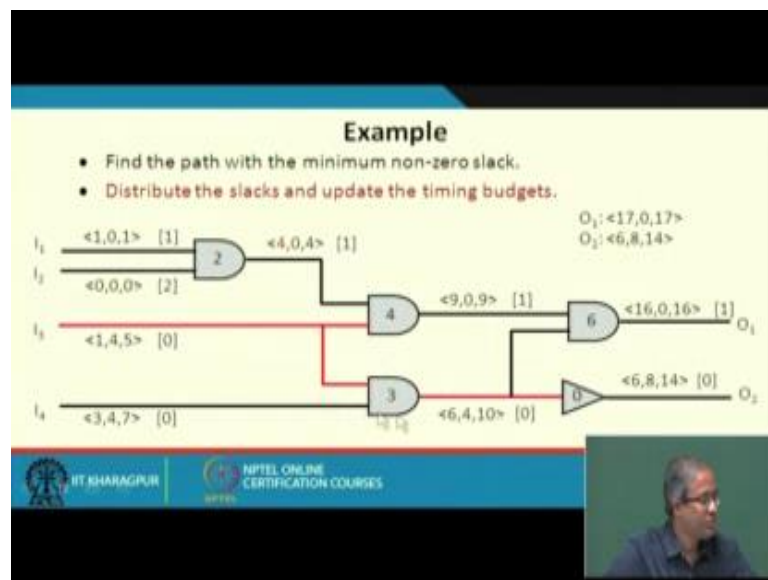 Example
• Find the path with the minimum non-zero slack.
• Distribute the slacks and update the timing budgets.
O₁:<17,0,17>
O₂:<6,8,14>
I₁ <1,0,1> [1]
2
<4,0,4> [1]
I₂ <0,0,0> [2]
4
<9,0,9> [1]
6
<16,0,16> [1] O₁
I₃ <1,4,5> [0]
3
<6,4,10> [0]
0
<6,8,14> [0] O₂
I₄ <3,4,7> [0]
IIT KHARAGPUR
NPTEL ONLINE
CERTIFICATION COURSES
NPTEL